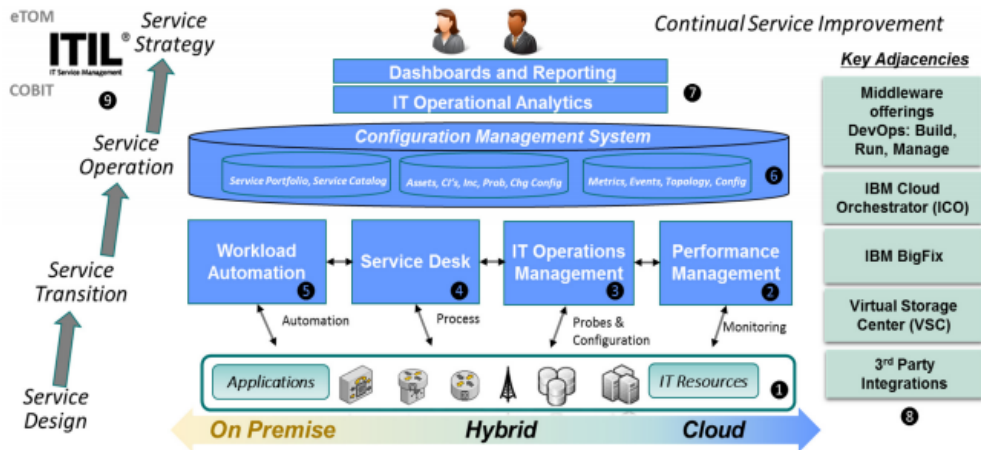 eTOM
Service
Strategy
ITIL®
IT Service Management
COBIT
9
Service
Operation
Service
Transition
Service
Design
Continual Service Improvement
Dashboards and Reporting
IT Operational Analytics
7
Configuration Management System
Service Portfolio, Service Catalog
Assets, CI's, Inc, Prob, Chg Config
Metrics, Events, Topology, Config
6
Workload
Automation
5
Service Desk
4
IT Operations
Management
3
Performance
Management
2
Automation
Process
Probes &
Configuration
Monitoring
Applications
IT Resources
1
On Premise
Hybrid
Cloud
Key Adjacencies
Middleware
offerings
DevOps: Build,
Run, Manage
IBM Cloud
Orchestrator (ICO)
IBM BigFix
Virtual Storage
Center (VSC)
3rd Party
Integrations
8